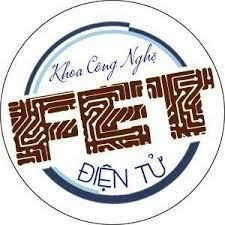 Khoa Công Nghệ
FET
ĐIỆN TỬ